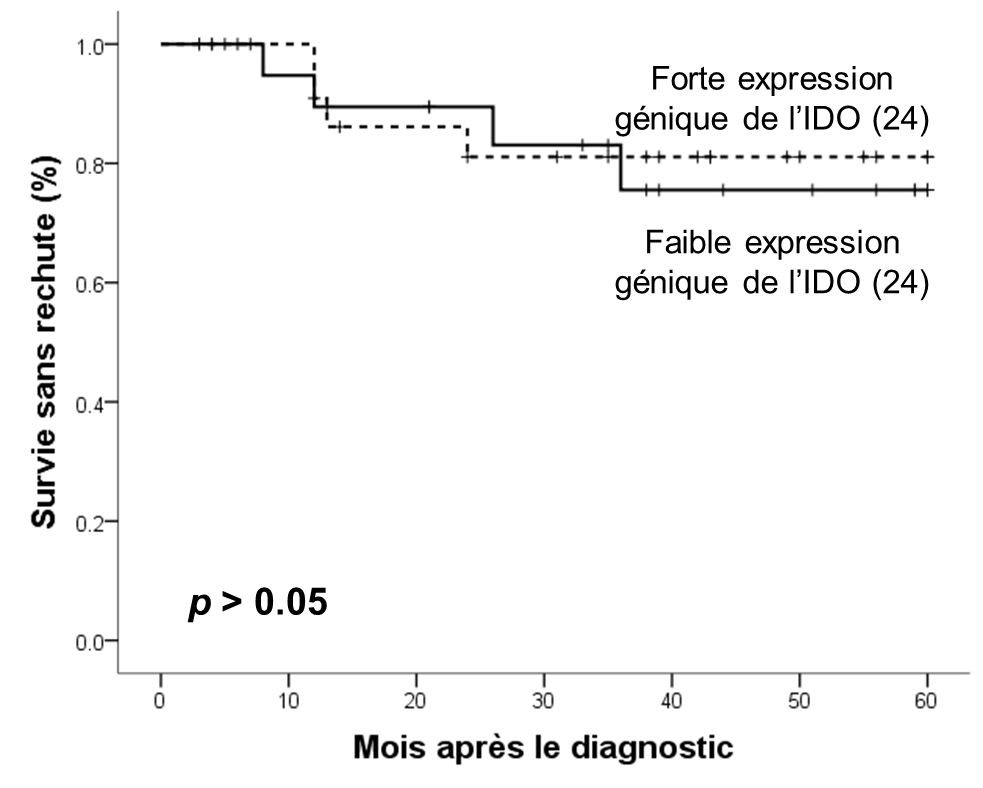 Survie sans rechute (%)
1.0
0.8
0.6
0.4
0.2
0.0
Forte expression
génique de l’IDO (24)
Faible expression
génique de l’IDO (24)
p > 0.05
0 10 20 30 40 50 60
Mois après le diagnostic